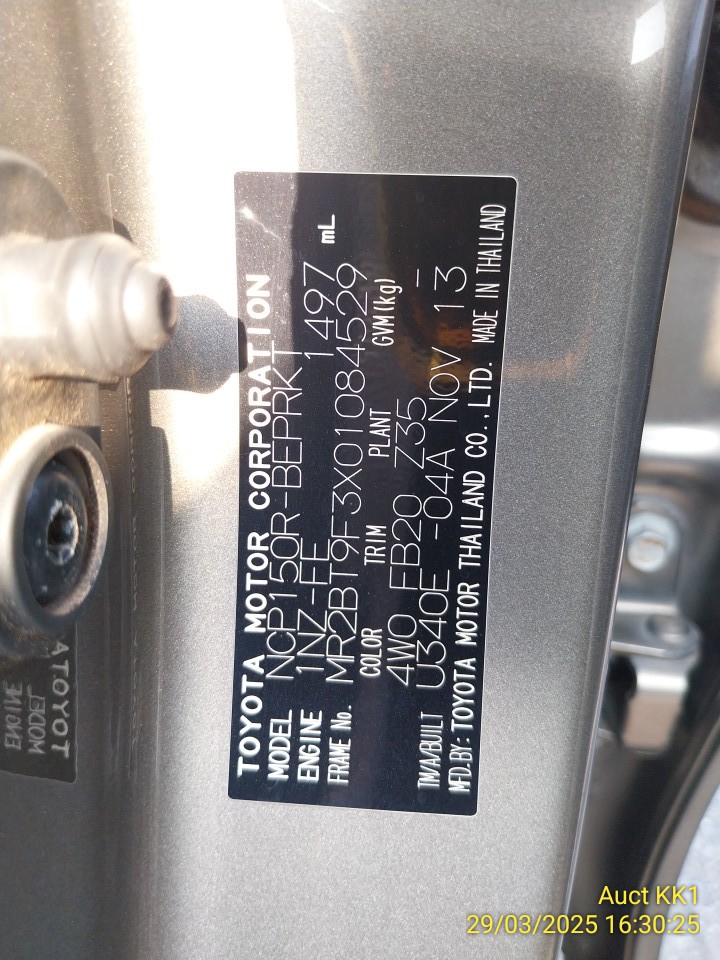 TOYOTA MOTOR CORPORATION
MODEL NCP150R-BEPRKT
ENGINE 1NZ-FE 1497 mL
FRAME No. MR2BT9F3X01084529
COLOR TRIM PLANT GVM(kg)
4W0 FB20 Z35 -
TM/A/BUILT U340E -04A NOV 13
MFD.BY: TOYOTA MOTOR THAILAND CO.,LTD. MADE IN THAILAND
ATOYOT
MODEL
ENGINE
Auct KK1
29/03/2025 16:30:25